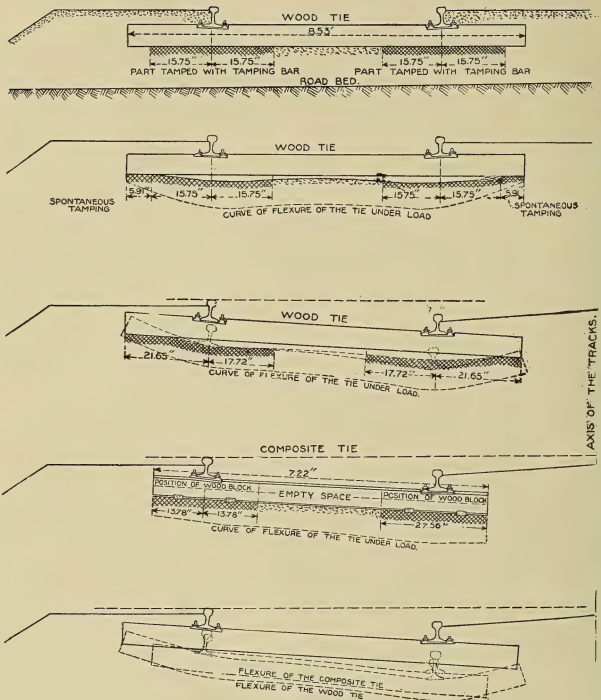 WOOD TIE
8.53'
15.75" 15.75" 15.75" 15.75"
PART TAMPED WITH TAMPING BAR PART TAMPED WITH TAMPING BAR
ROAD BED.
WOOD TIE
5.91" 15.75" 15.75" 15.75" 15.75" 5.91
SPONTANEOUS TAMPING
CURVE OF FLEXURE OF THE TIE UNDER LOAD
SPONTANEOUS TAMPING
WOOD TIE
21.65" 17.72" 17.72" 21.65"
CURVE OF FLEXURE OF THE TIE UNDER LOAD.
AXIS OF THE TRACKS.
COMPOSITE TIE
7.22"
POSITION OF WOOD BLOCK EMPTY SPACE POSITION OF WOOD BLOCK
13.78" 13.78" 27.56"
CURVE OF FLEXURE OF THE TIE UNDER LOAD.
FLEXURE OF THE COMPOSITE TIE
FLEXURE OF THE WOOD TIE